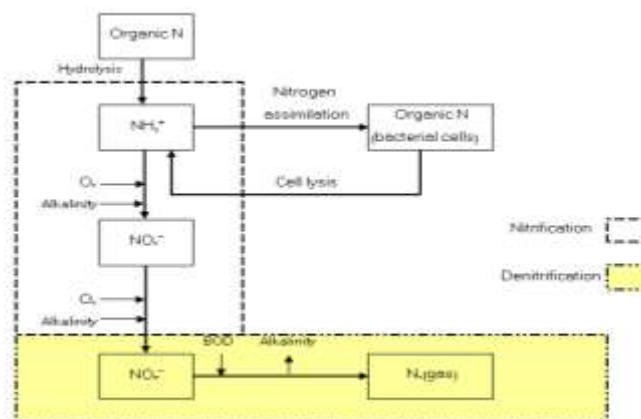 Organic N
Hydrolysis
NH₄⁺
Nitrogen
assimilation
Organic N
(bacterial cells)
Cell lysis
O₂
Alkalinity
NO₂⁻
Nitrification
Denitrification
O₂
Alkalinity
BOD
Alkalinity
NO₃⁻
N₂(gas)